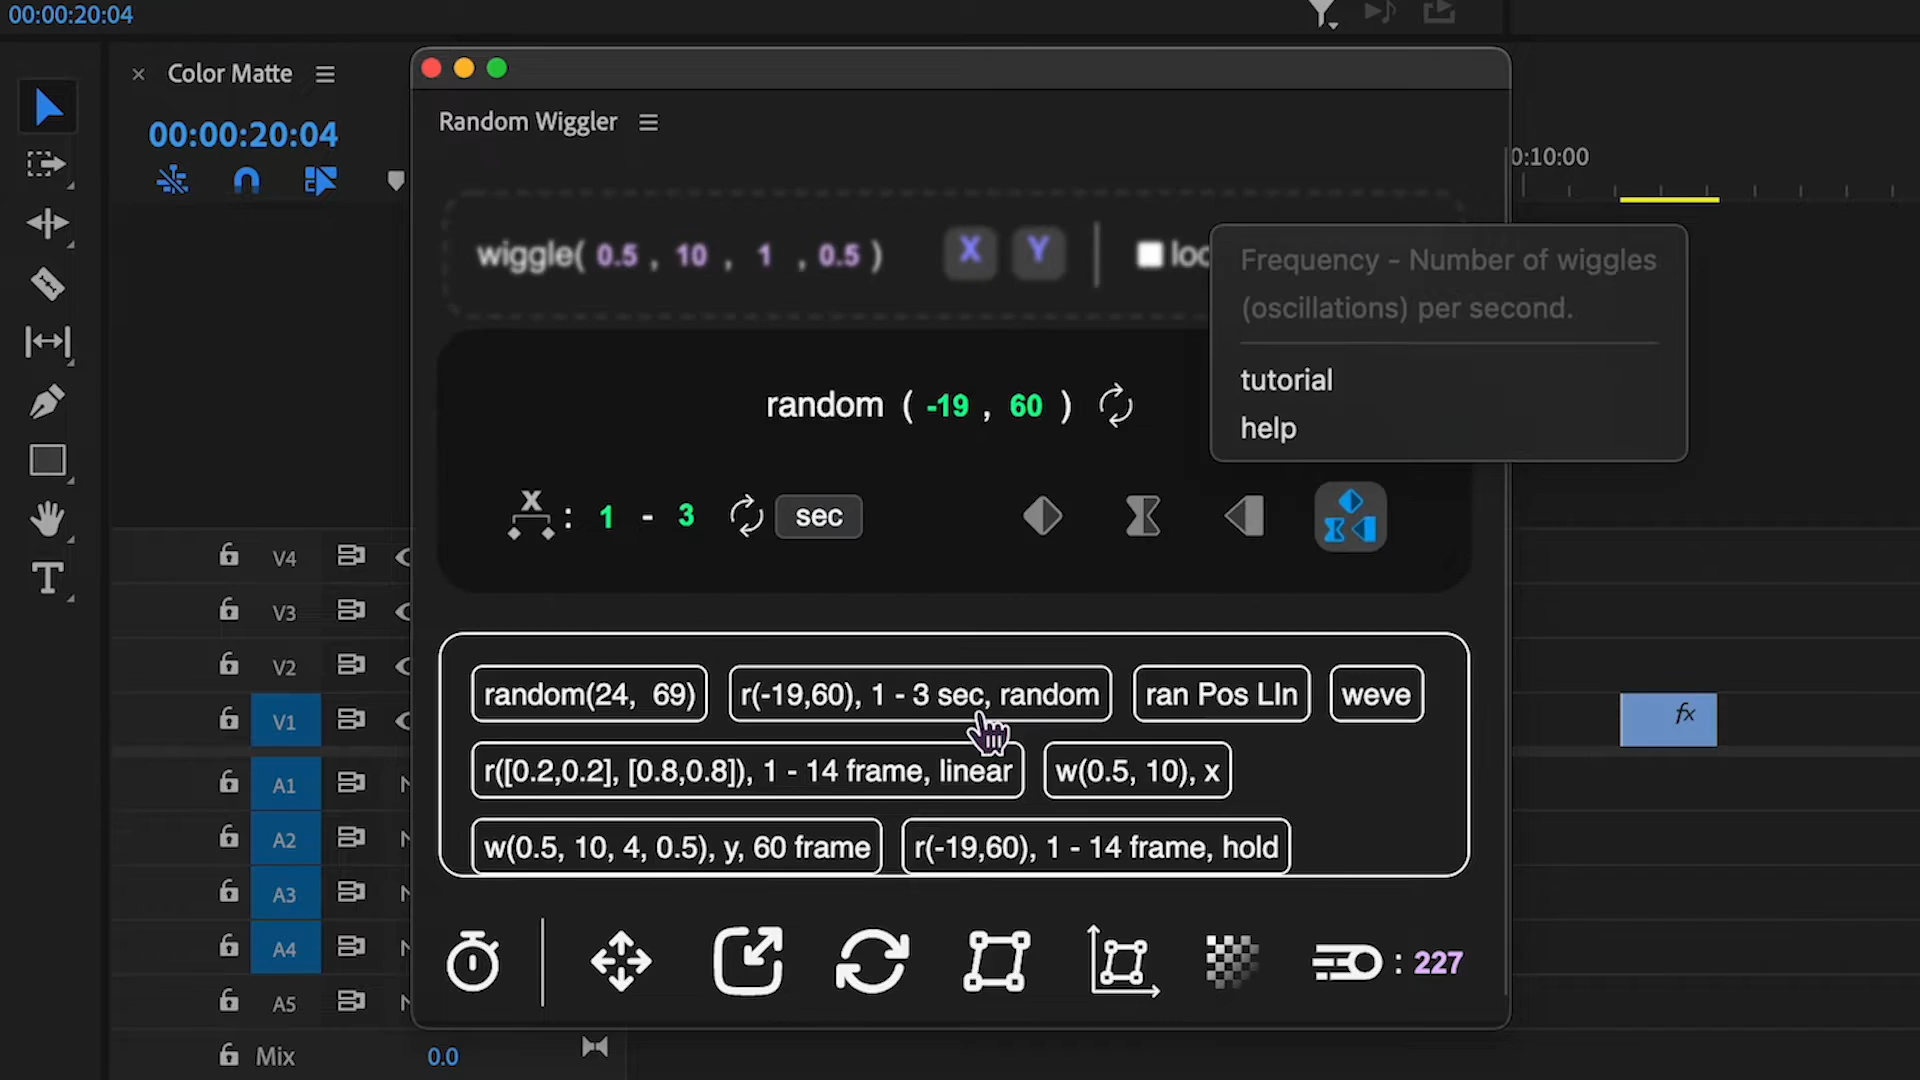 00:00:20:04
Color Matte
00:00:20:04
Random Wiggler
0:10:00
wiggle( 0.5 , 10 , 1 , 0.5 )
X
Y
loc
Frequency - Number of wiggles
(oscillations) per second.
tutorial
help
random ( -19 , 60 )
X
: 1 - 3
sec
random(24, 69)
r(-19,60), 1 - 3 sec, random
ran Pos LIn
weve
r([0.2,0.2], [0.8,0.8]), 1 - 14 frame, linear
w(0.5, 10), x
w(0.5, 10, 4, 0.5), y, 60 frame
r(-19,60), 1 - 14 frame, hold
: 227
V4
V3
V2
V1
fx
A1
A2
A3
A4
A5
Mix
0.0